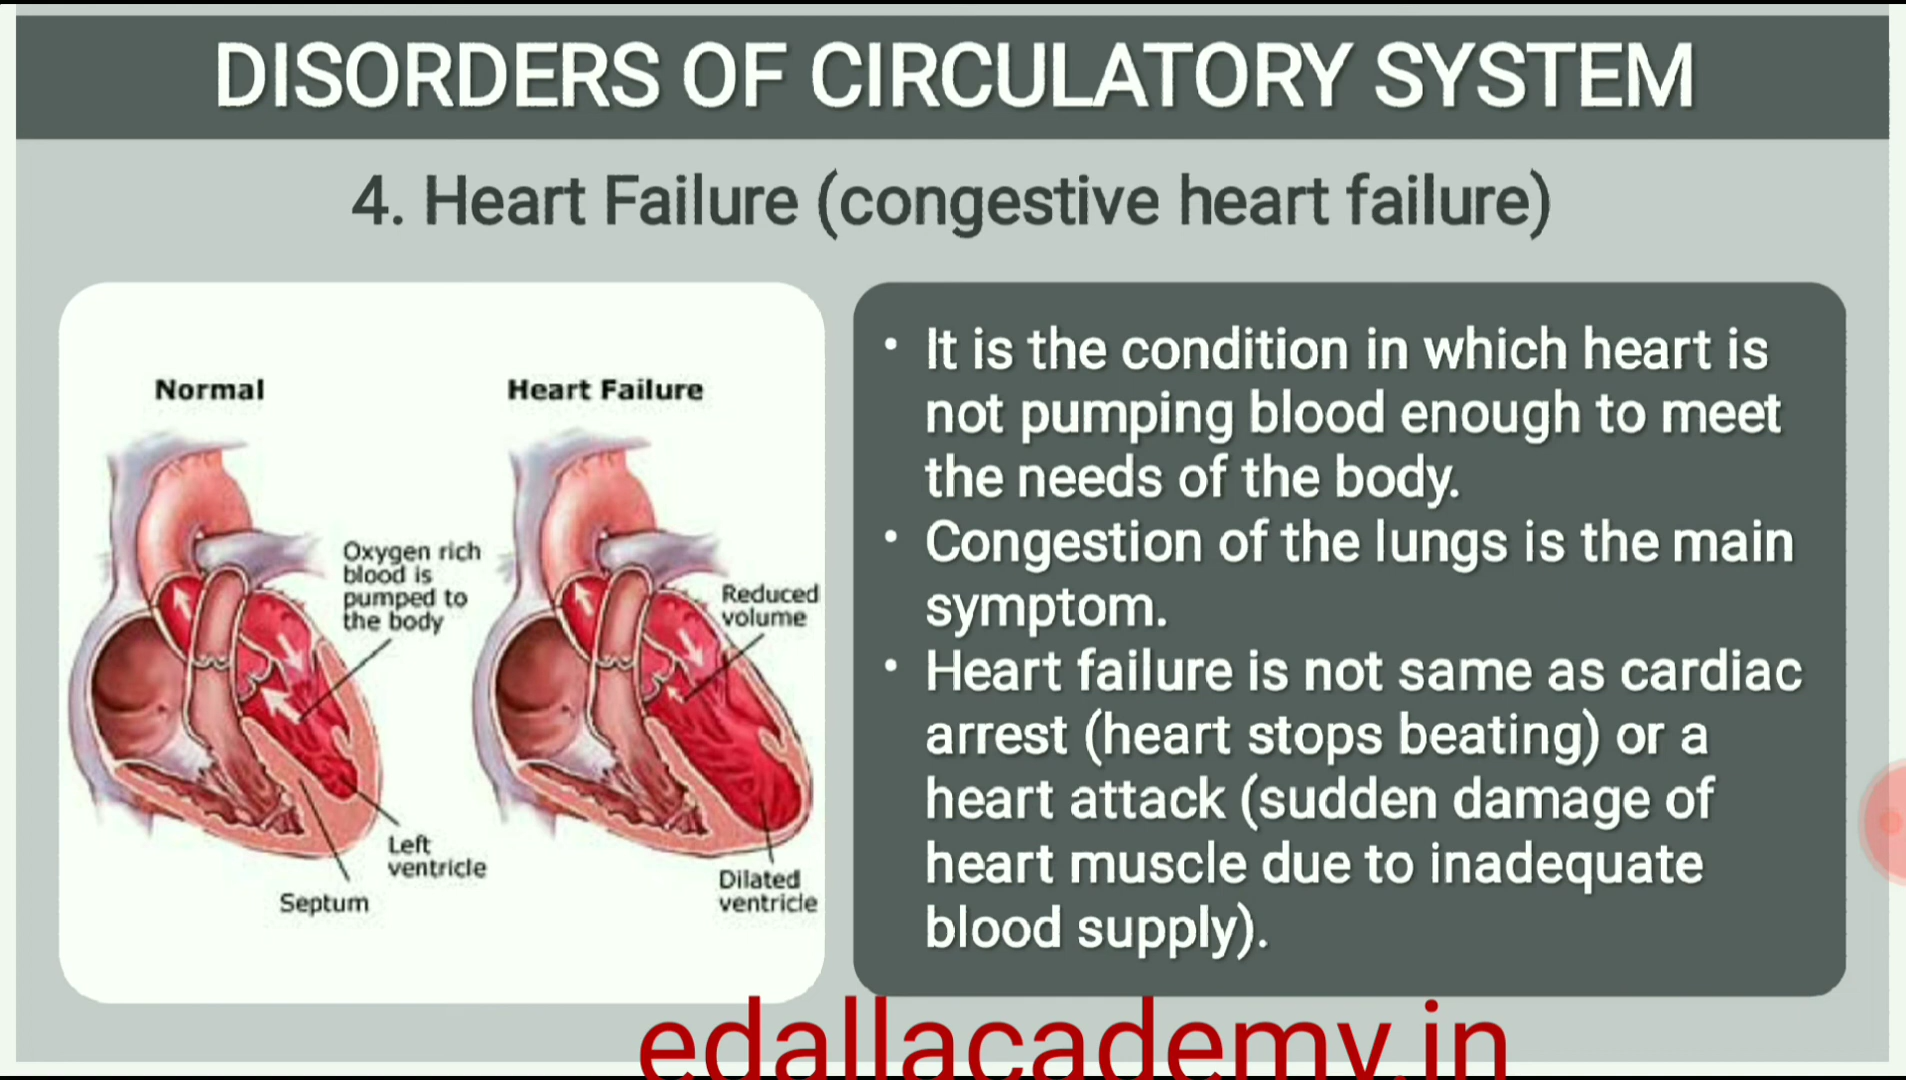 DISORDERS OF CIRCULATORY SYSTEM
4. Heart Failure (congestive heart failure)
Normal
Heart Failure
Oxygen rich
blood is
pumped to
the body
Reduced
volume
Left
ventricle
Septum
Dilated
ventricle
• It is the condition in which heart is
not pumping blood enough to meet
the needs of the body.
• Congestion of the lungs is the main
symptom.
• Heart failure is not same as cardiac
arrest (heart stops beating) or a
heart attack (sudden damage of
heart muscle due to inadequate
blood supply).
edallacademy.in